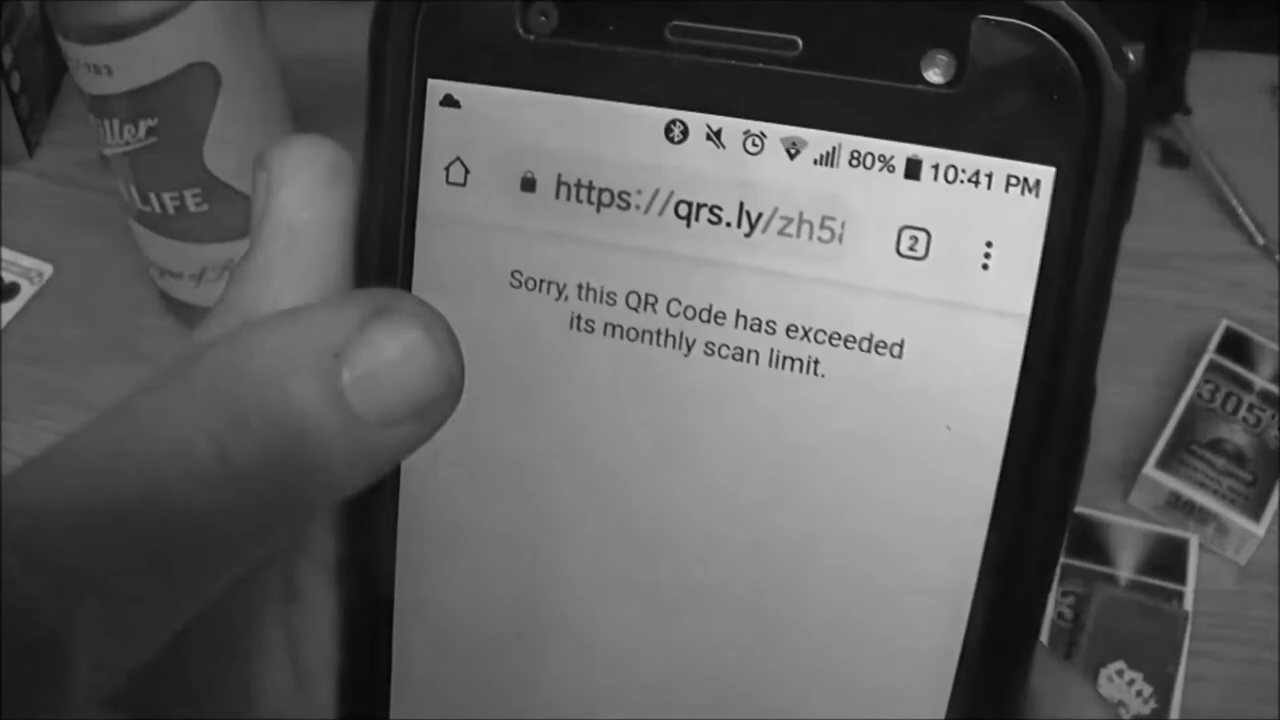 80% 10:41 PM
https://qrs.ly/zh5
2
Sorry, this QR Code has exceeded
its monthly scan limit.
LIFE
305's